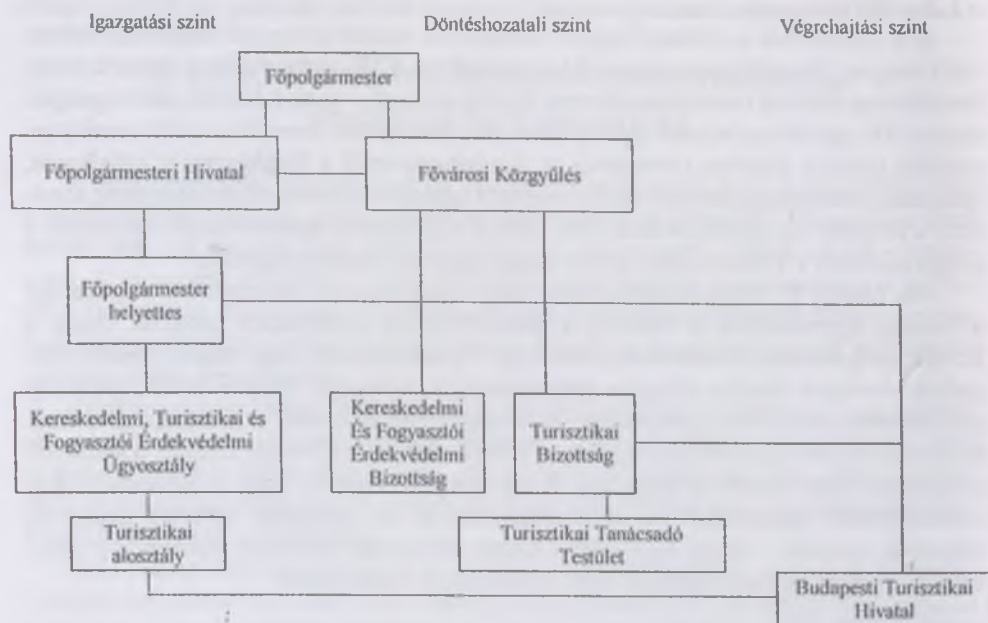 Igazgatási szint
Döntéshozatali szint
Végrehajtási szint
Főpolgármester
Főpolgármesteri Hivatal
Fővárosi Közgyűlés
Főpolgármester
helyettes
Kereskedelmi, Turisztikai és
Fogyasztói Érdekvédelmi
Ügyosztály
Kereskedelmi
És Fogyasztói
Érdekvédelmi
Bizottság
Turisztikai
Bizottság
Turisztikai
alosztály
Turisztikai Tanácsadó
Testület
Budapesti Turisztikai
Hivatal